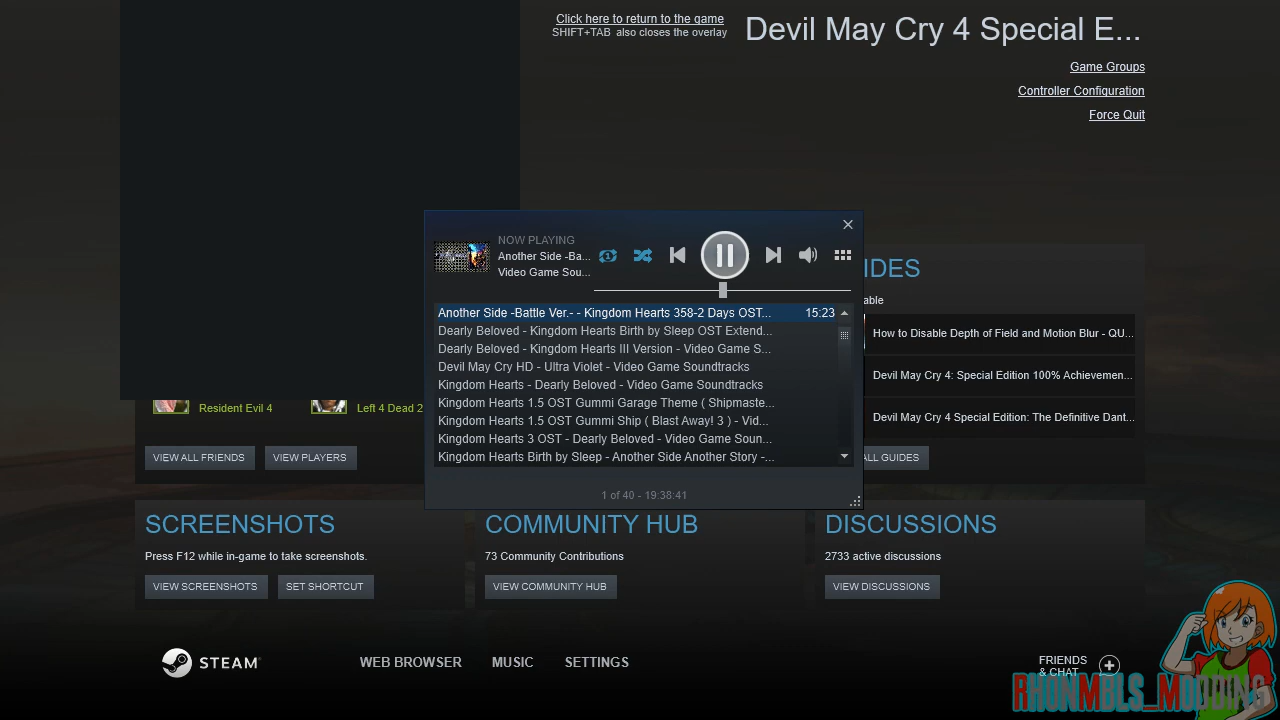 Click here to return to the game
SHIFT+TAB also closes the overlay
Devil May Cry 4 Special E...
Game Groups
Controller Configuration
Force Quit
NOW PLAYING
Another Side -Ba...
Video Game Sou...
Another Side -Battle Ver.- - Kingdom Hearts 358-2 Days OST... 15:23
Dearly Beloved - Kingdom Hearts Birth by Sleep OST Extend...
Dearly Beloved - Kingdom Hearts III Version - Video Game S...
Devil May Cry HD - Ultra Violet - Video Game Soundtracks
Kingdom Hearts - Dearly Beloved - Video Game Soundtracks
Kingdom Hearts 1.5 OST Gummi Garage Theme ( Shipmaste...
Kingdom Hearts 1.5 OST Gummi Ship ( Blast Away! 3 ) - Vid...
Kingdom Hearts 3 OST - Dearly Beloved - Video Game Soun...
Kingdom Hearts Birth by Sleep - Another Side Another Story -...
1 of 40 - 19:38:41
IDES
able
How to Disable Depth of Field and Motion Blur - QU...
Devil May Cry 4: Special Edition 100% Achievemen...
Devil May Cry 4 Special Edition: The Definitive Dant...
ALL GUIDES
Resident Evil 4
Left 4 Dead 2
VIEW ALL FRIENDS
VIEW PLAYERS
SCREENSHOTS
Press F12 while in-game to take screenshots.
VIEW SCREENSHOTS
SET SHORTCUT
COMMUNITY HUB
73 Community Contributions
VIEW COMMUNITY HUB
DISCUSSIONS
2733 active discussions
VIEW DISCUSSIONS
STEAM
WEB BROWSER
MUSIC
SETTINGS
FRIENDS
& CHAT
RHUNMBLS_MODDING